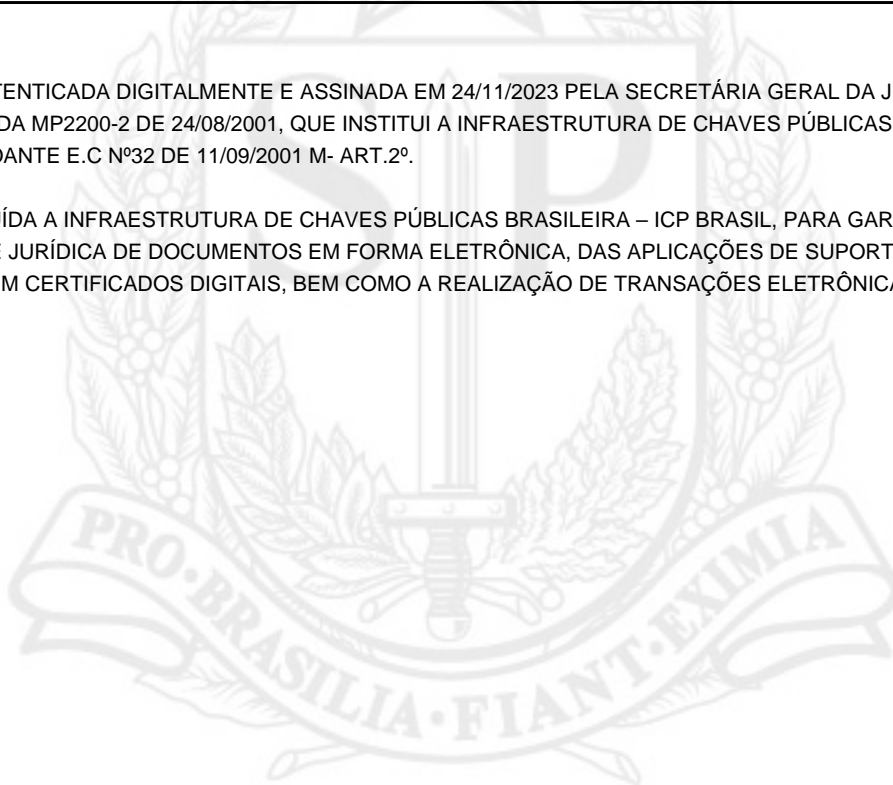 TENTICADA DIGITALMENTE E ASSINADA EM 24/11/2023 PELA SECRETÁRIA GERAL DA J
DA MP2200-2 DE 24/08/2001, QUE INSTITUI A INFRAESTRUTURA DE CHAVES PÚBLICAS
DANTE E.C Nº32 DE 11/09/2001 M- ART.2º.
ÍDA A INFRAESTRUTURA DE CHAVES PÚBLICAS BRASILEIRA – ICP BRASIL, PARA GAR
E JURÍDICA DE DOCUMENTOS EM FORMA ELETRÔNICA, DAS APLICAÇÕES DE SUPORT
M CERTIFICADOS DIGITAIS, BEM COMO A REALIZAÇÃO DE TRANSAÇÕES ELETRÔNICA
SP
PRO·BRASILIA·FIANT·EXIMIA